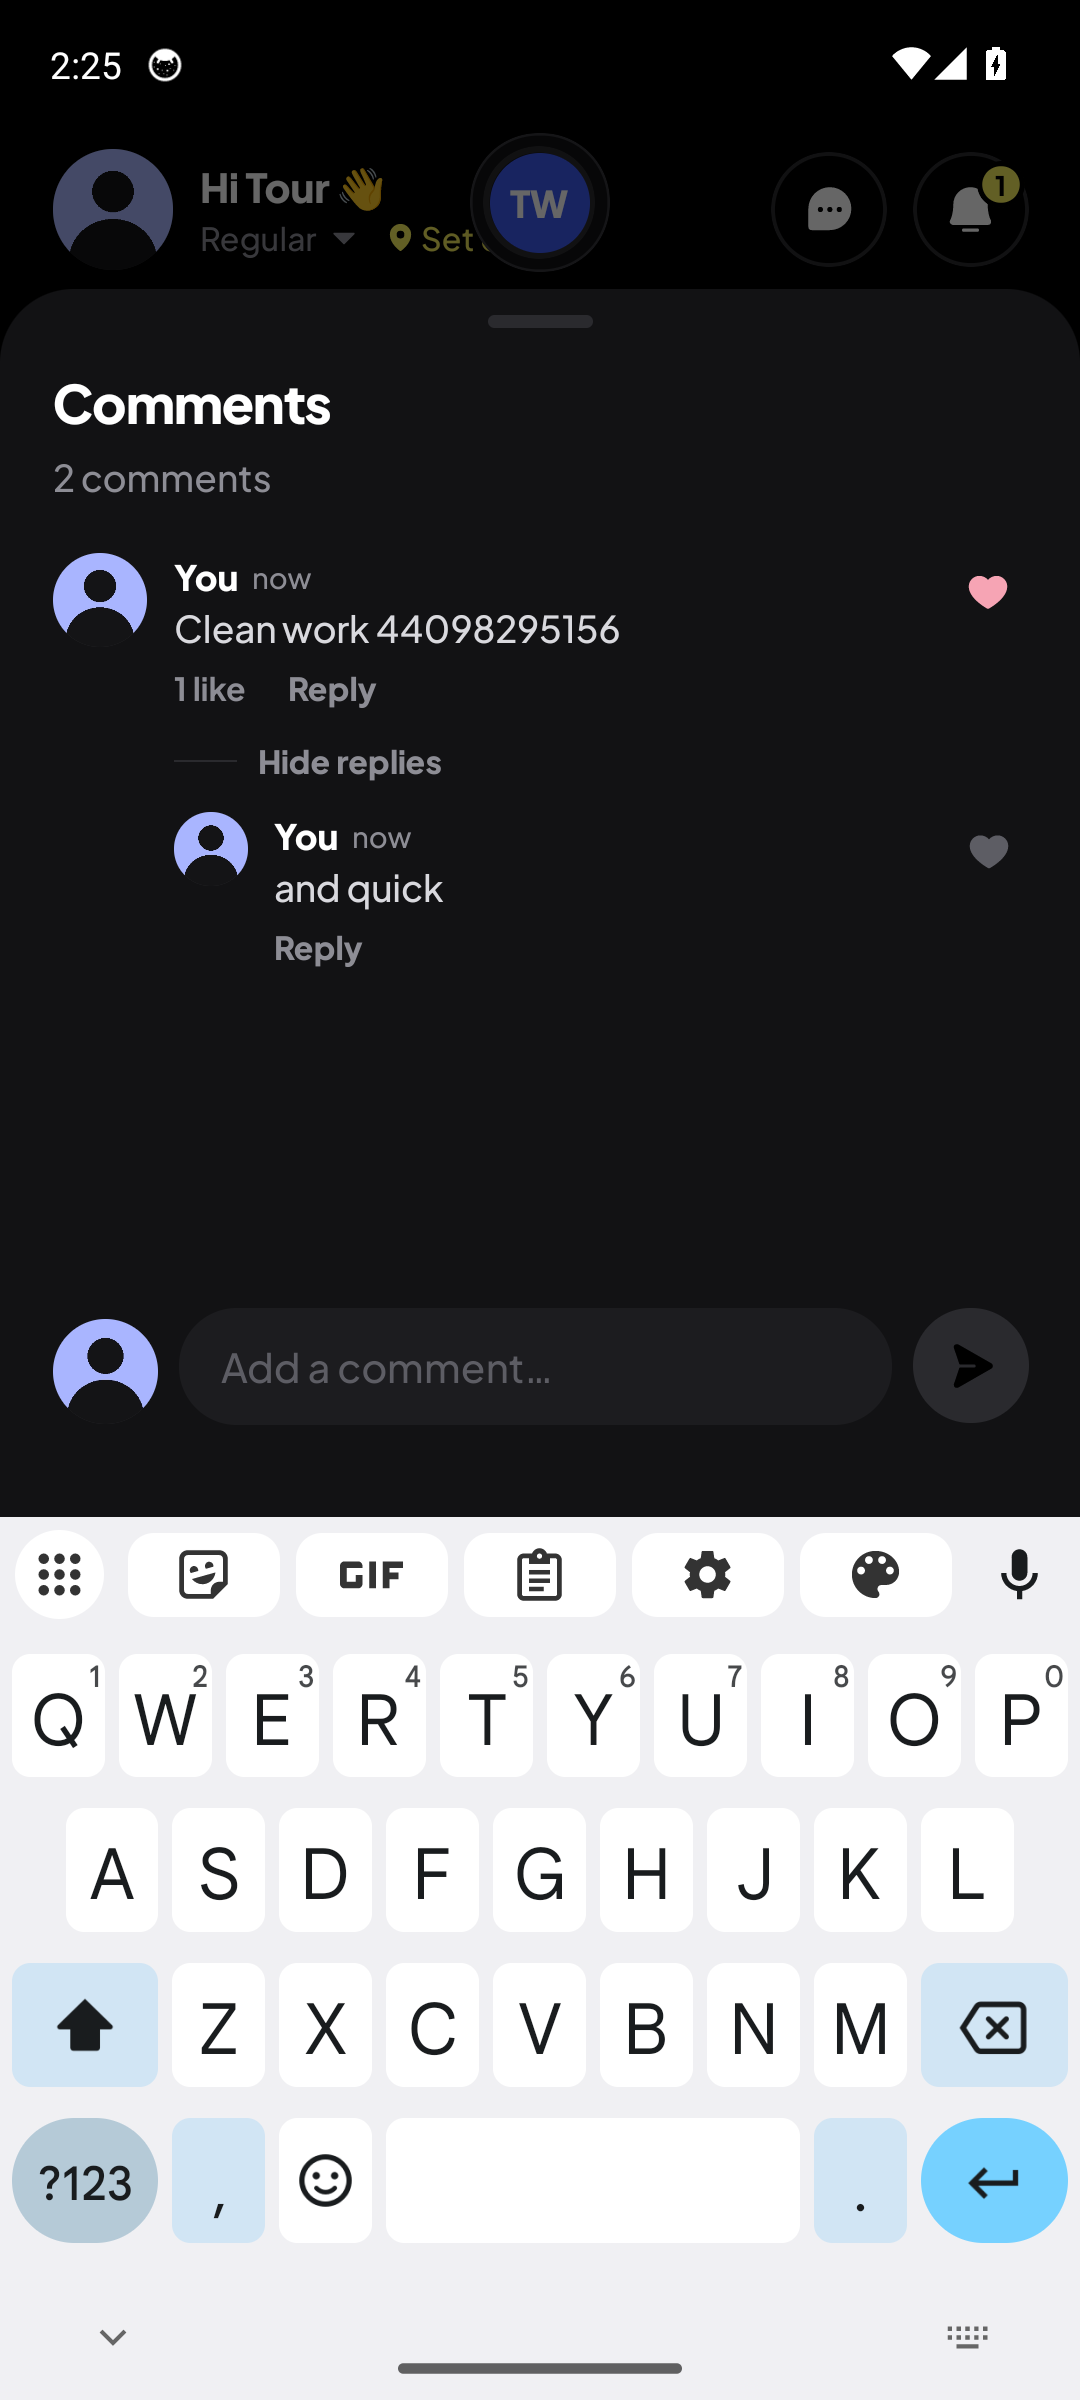 2:25
Hi Tour 👋
TW
1
Regular
Set
Comments
2 comments
You now
Clean work 44098295156
1 like Reply
Hide replies
You now
and quick
Reply
Add a comment...
GIF
Q 1 W 2 E 3 R 4 T 5 Y 6 U 7 I 8 O 9 P 0
A S D F G H J K L
Z X C V B N M
?123 , .